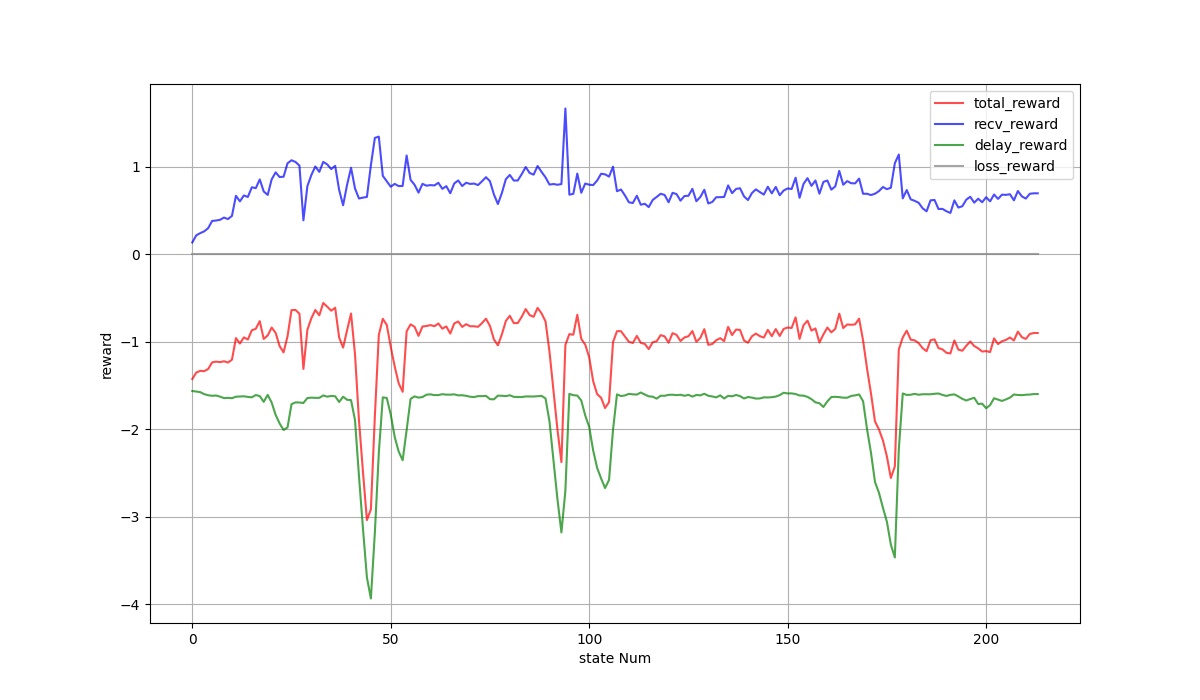 total_reward
recv_reward
delay_reward
loss_reward
1
0
−1
−2
−3
−4
reward
0 50 100 150 200
state Num